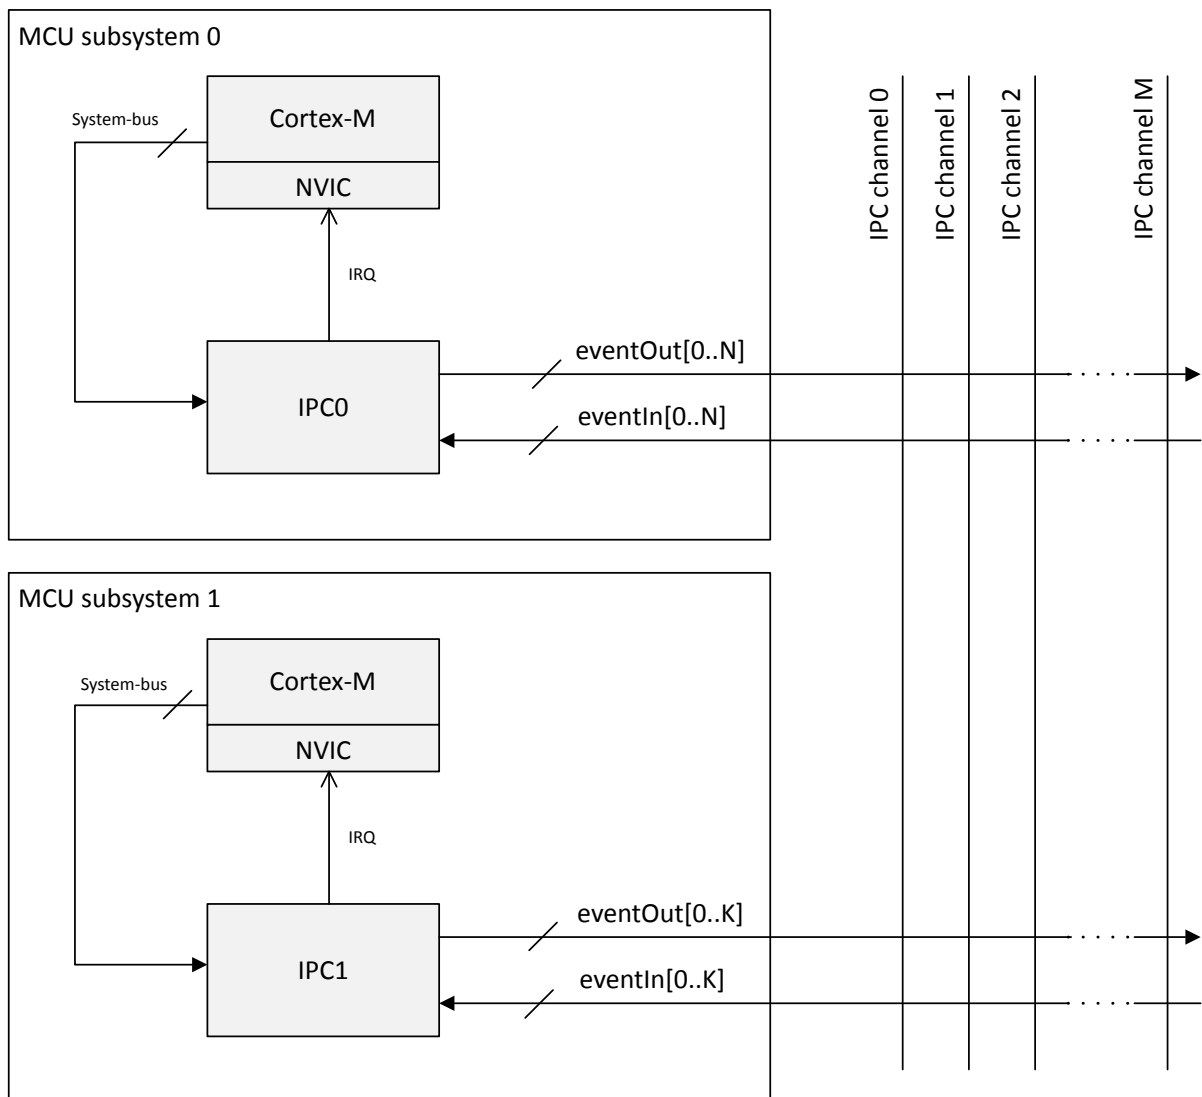 MCU subsystem 0
System-bus
Cortex-M
NVIC
IRQ
IPC0
eventOut[0..N]
eventIn[0..N]
IPC channel 0
IPC channel 1
IPC channel 2
IPC channel M
MCU subsystem 1
System-bus
Cortex-M
NVIC
IRQ
IPC1
eventOut[0..K]
eventIn[0..K]